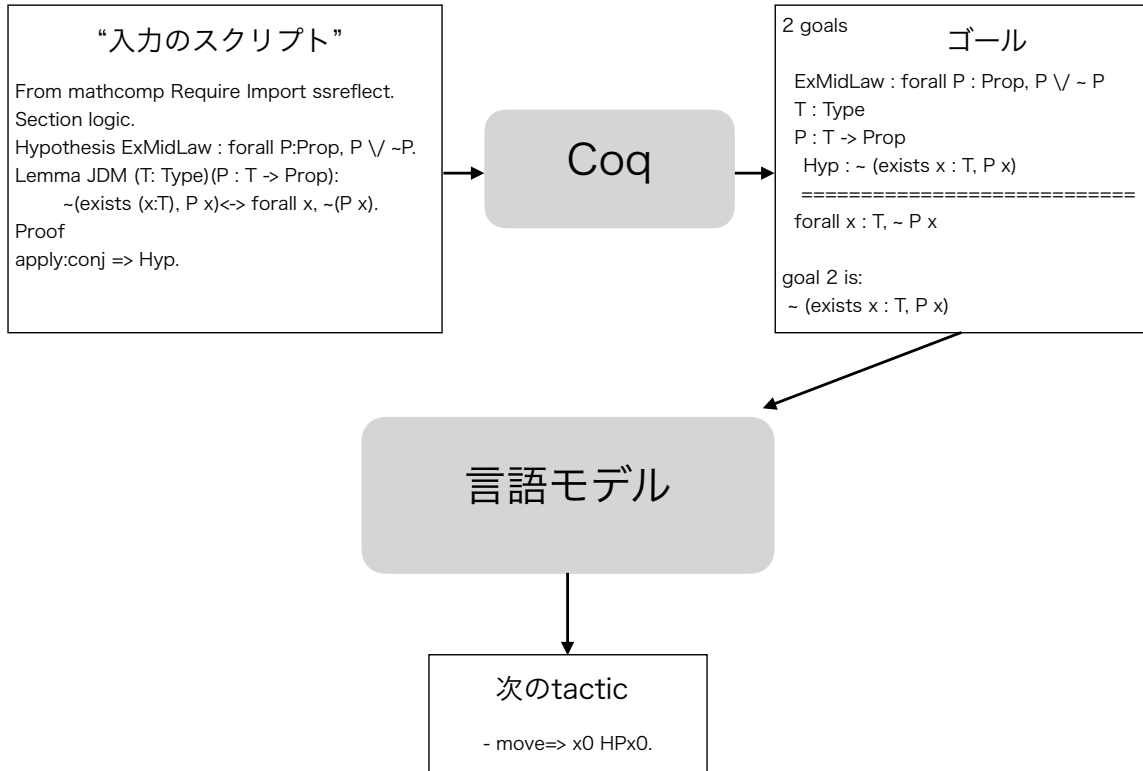 “入力のスクリプト”
From mathcomp Require Import ssreflect.
Section logic.
Hypothesis ExMidLaw : forall P:Prop, P \/ ~P.
Lemma JDM (T: Type)(P : T -> Prop):
~(exists (x:T), P x)<-> forall x, ~(P x).
Proof
apply:conj => Hyp.
Coq
2 goals
ゴール
ExMidLaw : forall P : Prop, P \/ ~ P
T : Type
P : T -> Prop
Hyp : ~ (exists x : T, P x)
============================
forall x : T, ~ P x
goal 2 is:
~ (exists x : T, P x)
言語モデル
次のtactic
- move=> x0 HPx0.